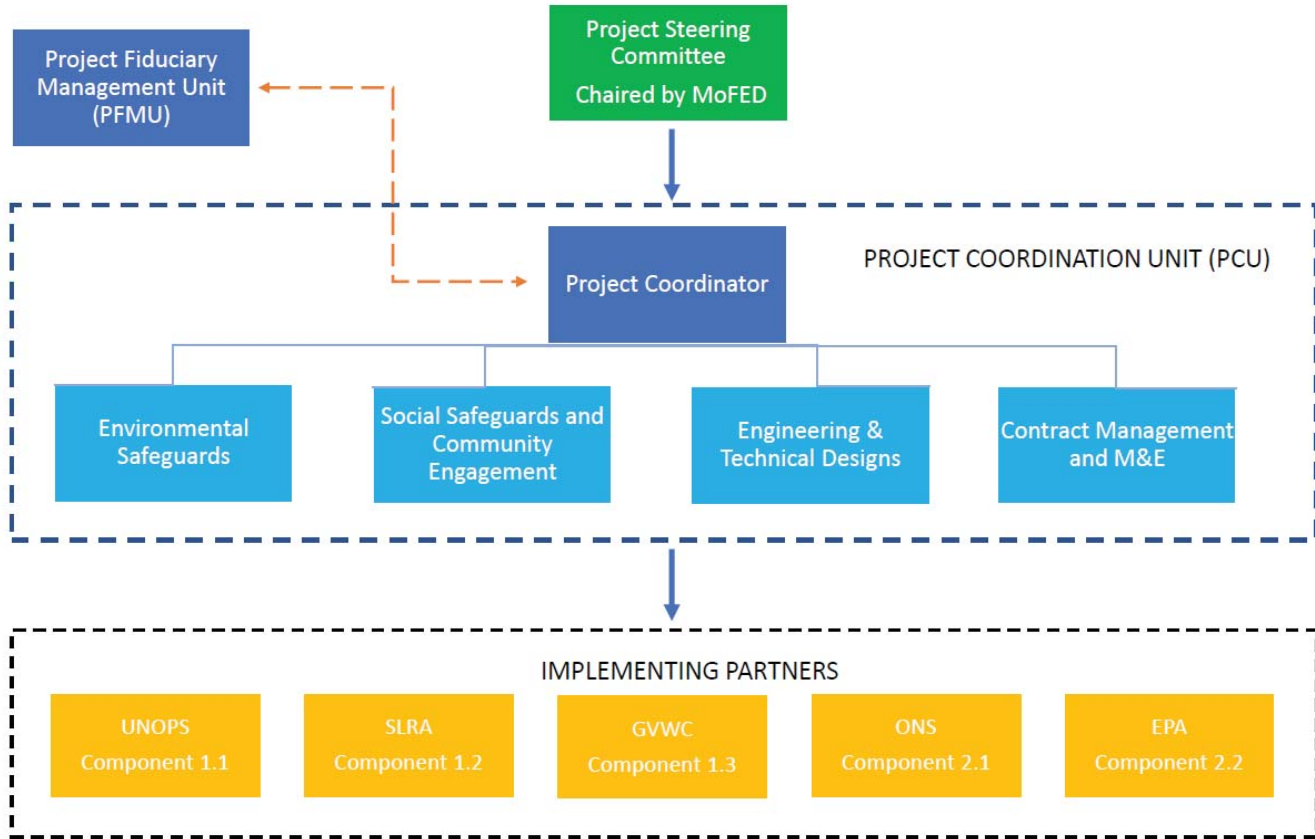 Project Steering
Committee
Chaired by MoFED
Project Fiduciary
Management Unit
(PFMU)
PROJECT COORDINATION UNIT (PCU)
Project Coordinator
Environmental
Safeguards
Social Safeguards and
Community
Engagement
Engineering &
Technical Designs
Contract Management
and M&E
IMPLEMENTING PARTNERS
UNOPS
Component 1.1
SLRA
Component 1.2
GVWC
Component 1.3
ONS
Component 2.1
EPA
Component 2.2